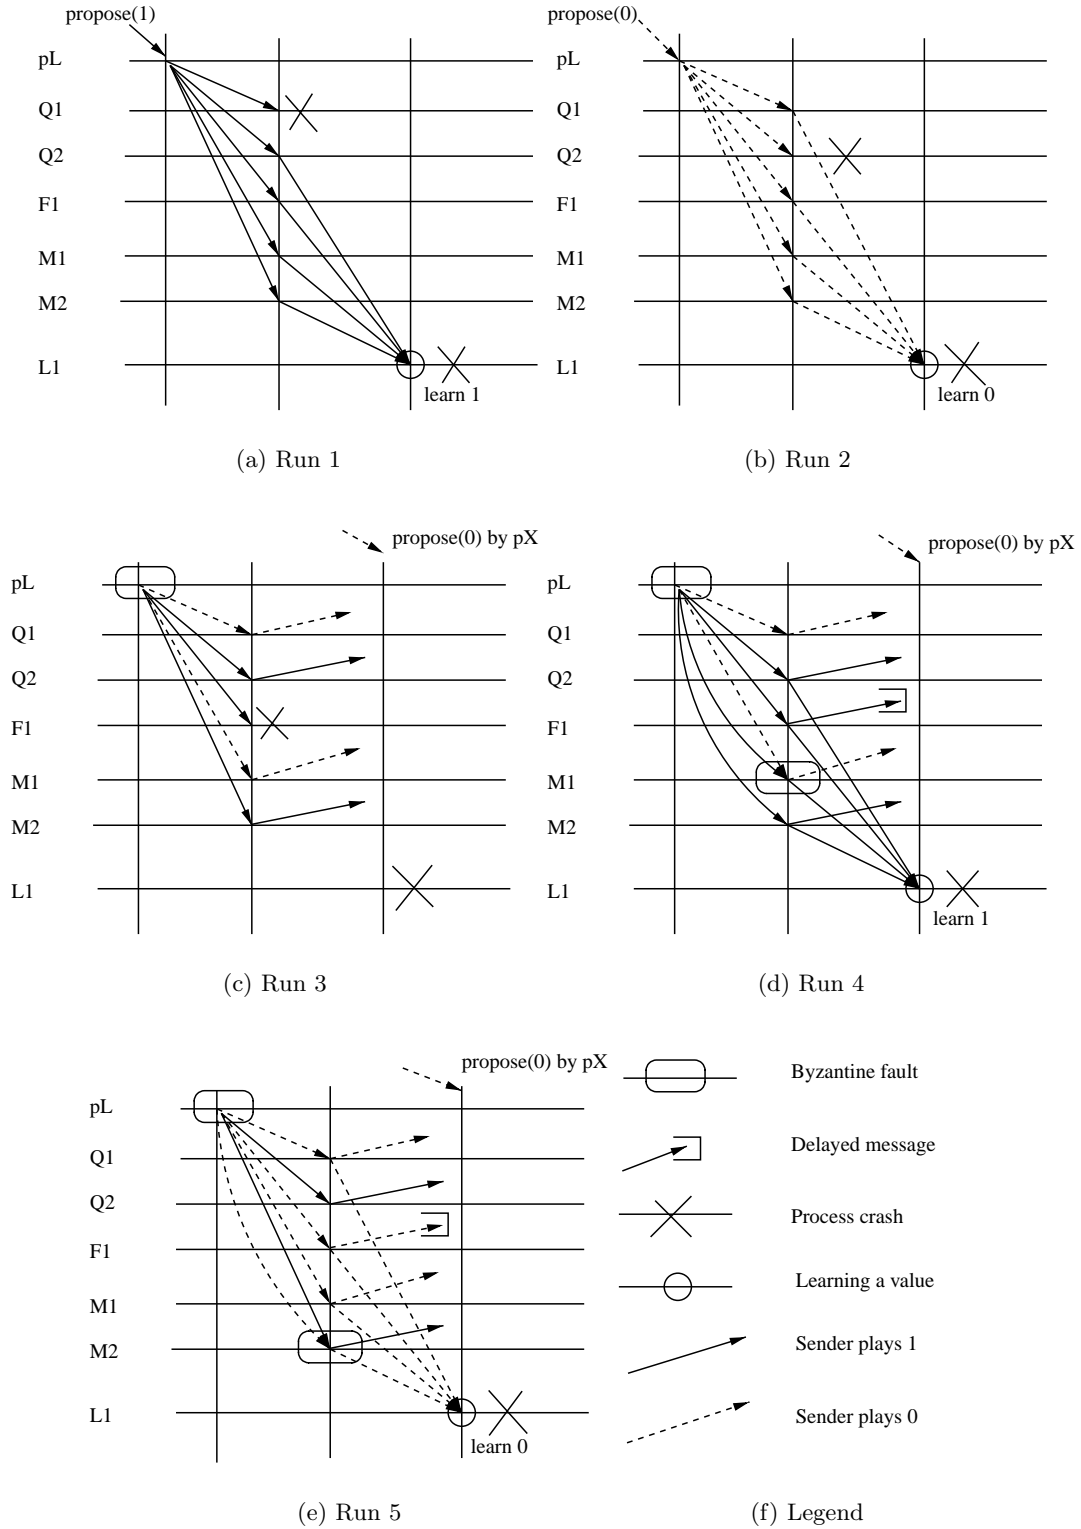 propose(1)
pL
Q1
Q2
F1
M1
M2
L1
learn 1
(a) Run 1
propose(0)
pL
Q1
Q2
F1
M1
M2
L1
learn 0
(b) Run 2
propose(0) by pX
pL
Q1
Q2
F1
M1
M2
L1
(c) Run 3
propose(0) by pX
pL
Q1
Q2
F1
M1
M2
L1
learn 1
(d) Run 4
propose(0) by pX
pL
Q1
Q2
F1
M1
M2
L1
learn 0
(e) Run 5
Byzantine fault
Delayed message
Process crash
Learning a value
Sender plays 1
Sender plays 0
(f) Legend